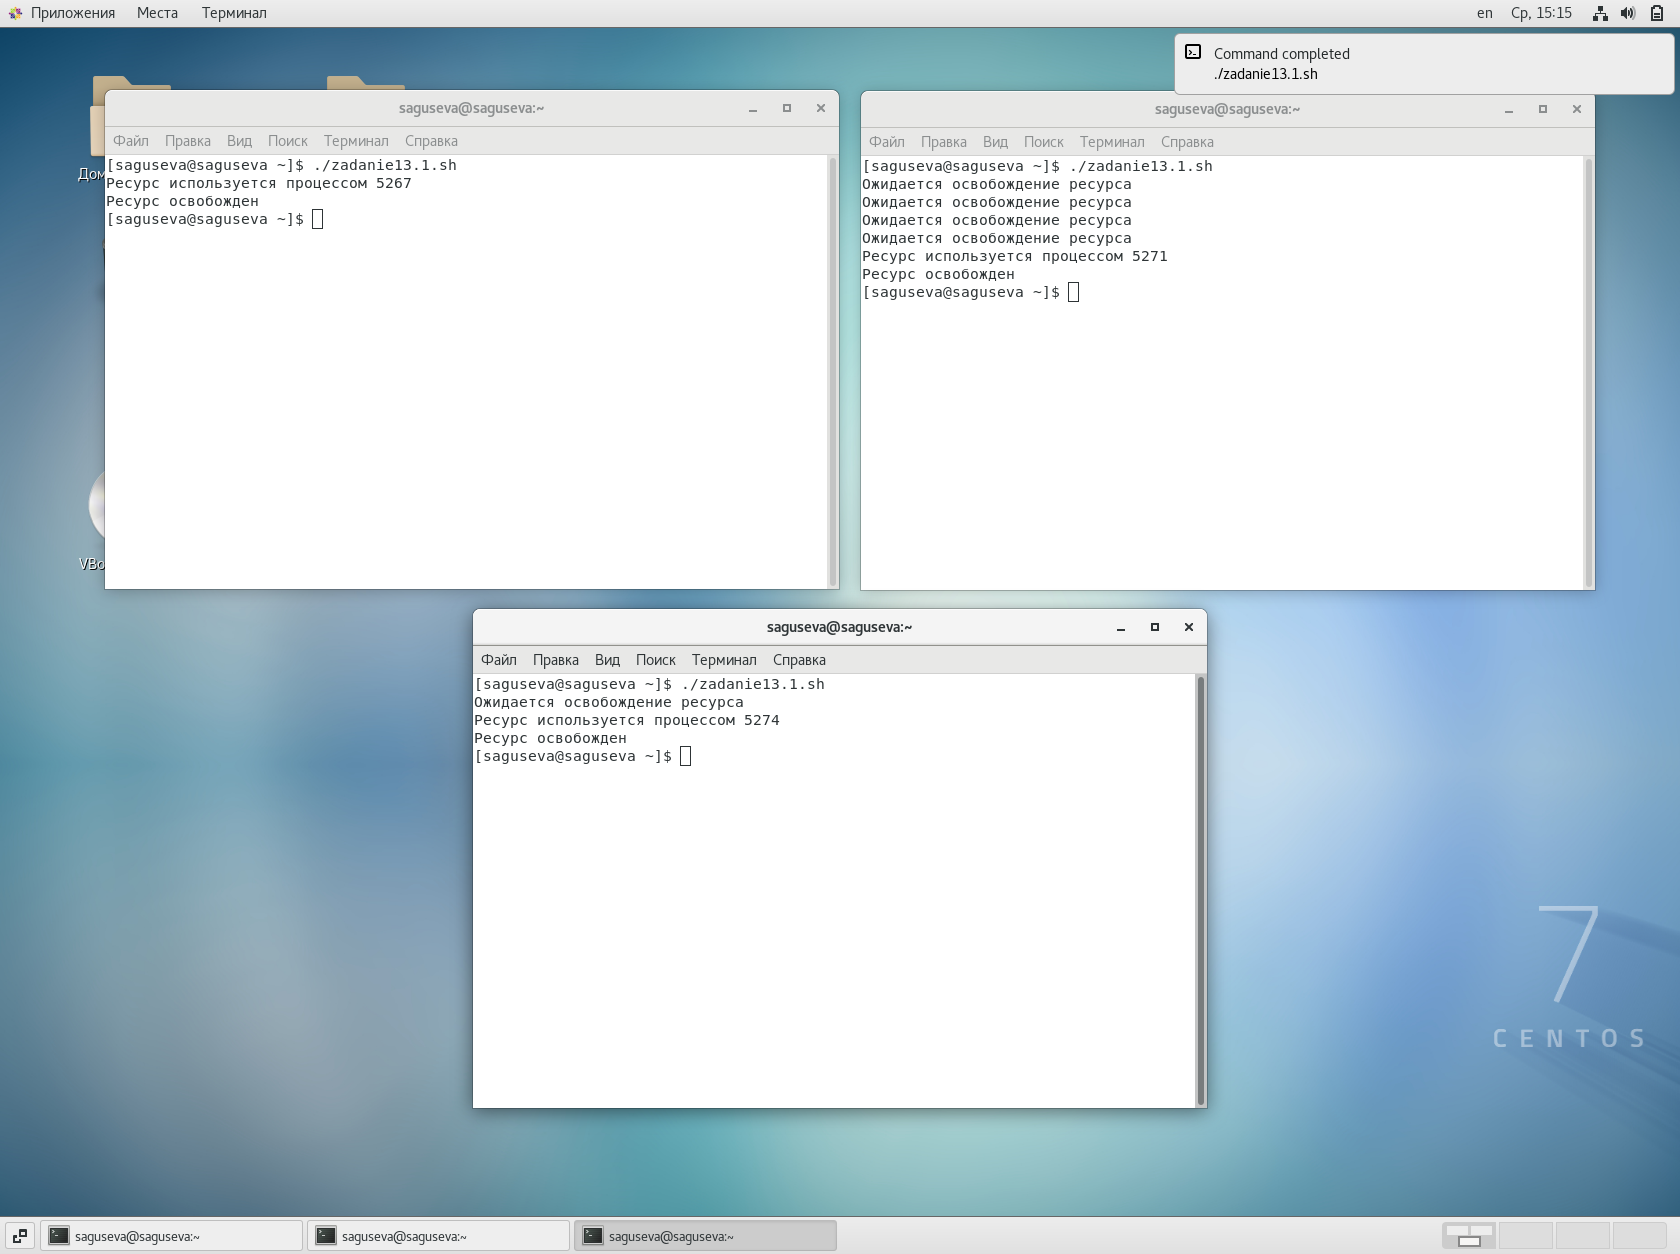 Приложения Места Терминал en Ср, 15:15
Command completed
./zadanie13.1.sh
saguseva@saguseva:~
Файл Правка Вид Поиск Терминал Справка
[saguseva@saguseva ~]$ ./zadanie13.1.sh
Ресурс используется процессом 5267
Ресурс освобожден
[saguseva@saguseva ~]$
saguseva@saguseva:~
Файл Правка Вид Поиск Терминал Справка
[saguseva@saguseva ~]$ ./zadanie13.1.sh
Ожидается освобождение ресурса
Ожидается освобождение ресурса
Ожидается освобождение ресурса
Ожидается освобождение ресурса
Ресурс используется процессом 5271
Ресурс освобожден
[saguseva@saguseva ~]$
saguseva@saguseva:~
Файл Правка Вид Поиск Терминал Справка
[saguseva@saguseva ~]$ ./zadanie13.1.sh
Ожидается освобождение ресурса
Ресурс используется процессом 5274
Ресурс освобожден
[saguseva@saguseva ~]$
7
CENTOS
saguseva@saguseva:~ saguseva@saguseva:~ saguseva@saguseva:~